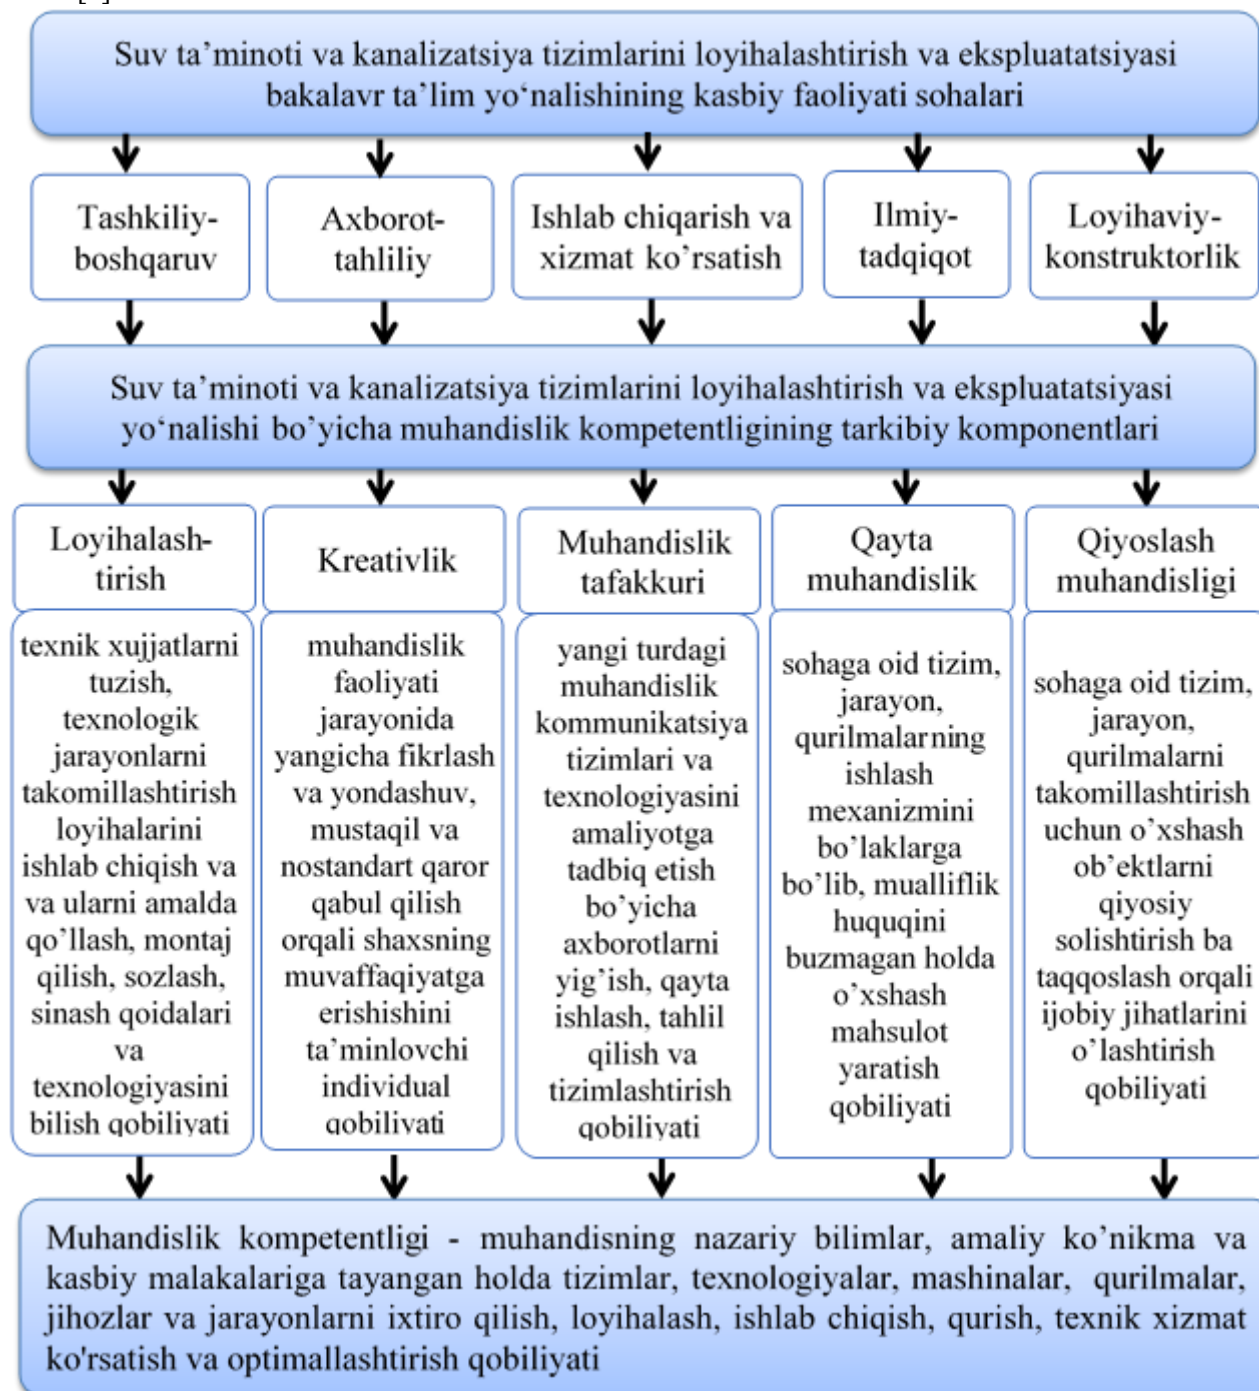 Suv ta’minoti va kanalizatsiya tizimlarini loyihalashtirish va ekspluatatsiyasi
bakalavr ta’lim yo‘nalishining kasbiy faoliyati sohalari
Tashkiliy-
boshqaruv
Axborot-
tahliliy
Ishlab chiqarish va
xizmat ko’rsatish
Ilmiy-
tadqiqot
Loyihaviy-
konstruktorlik
Suv ta’minoti va kanalizatsiya tizimlarini loyihalashtirish va ekspluatatsiyasi
yo‘nalishi bo’yicha muhandislik kompetentligining tarkibiy komponentlari
Loyihalash-
tirish
Kreativlik
Muhandislik
tafakkuri
Qayta
muhandislik
Qiyoslash
muhandisligi
texnik xujjatlarni
tuzish,
texnologik
jarayonlarni
takomillashtirish
loyihalarini
ishlab chiqish va
va ularni amalda
qo’llash, montaj
qilish, sozlash,
sinash qoidalari
va
texnologiyasini
bilish qobiliyati
muhandislik
faoliyati
jarayonida
yangicha fikrlash
va yondashuv,
mustaqil va
nostandart qaror
qabul qilish
orqali shaxsning
muvaffaqiyatga
erishishini
ta’minlovchi
individual
qobiliyati
yangi turdagi
muhandislik
kommunikatsiya
tizimlari va
texnologiyasini
amaliyotga
tadbiq etish
bo’yicha
axborotlarni
yig’ish, qayta
ishlash, tahlil
qilish va
tizimlashtirish
qobiliyati
sohaga oid tizim,
jarayon,
qurilmalarning
ishlash
mexanizmini
bo’laklarga
bo’lib, mualliflik
huquqini
buzmagan holda
o’xshash
mahsulot
yaratish
qobiliyati
sohaga oid tizim,
jarayon,
qurilmalarni
takomillashtirish
uchun o’xshash
ob’ektlarni
qiyosiy
solishtirish ba
taqqoslash orqali
ijobiy jihatlarini
o’lashtirish
qobiliyati
Muhandislik kompetentligi - muhandisning nazariy bilimlar, amaliy ko’nikma va
kasbiy malakalariga tayangan holda tizimlar, texnologiyalar, mashinalar, qurilmalar,
jihozlar va jarayonlarni ixtiro qilish, loyihalash, ishlab chiqish, qurish, texnik xizmat
ko'rsatish va optimallashtirish qobiliyati